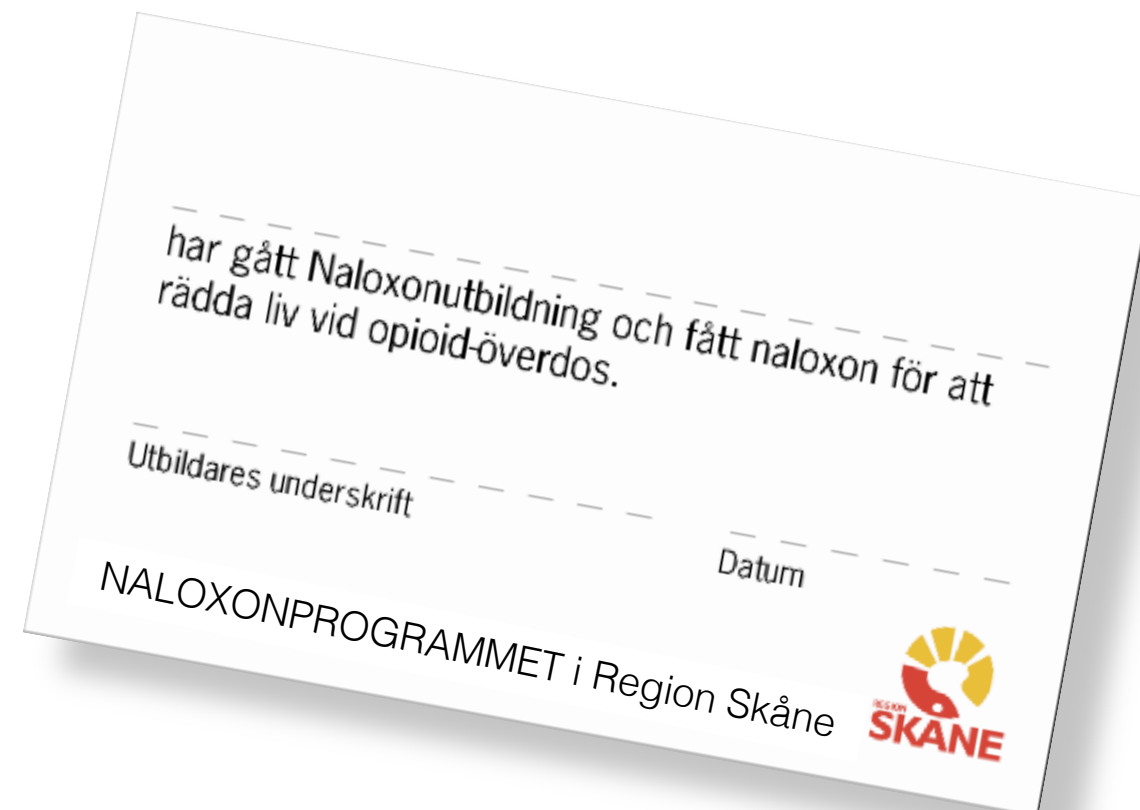 har gått Naloxonutbildning och fått naloxon för att
rädda liv vid opioid-överdos.
Utbildares underskrift
Datum
NALOXONPROGRAMMET i Region Skåne
REGION
SKÅNE